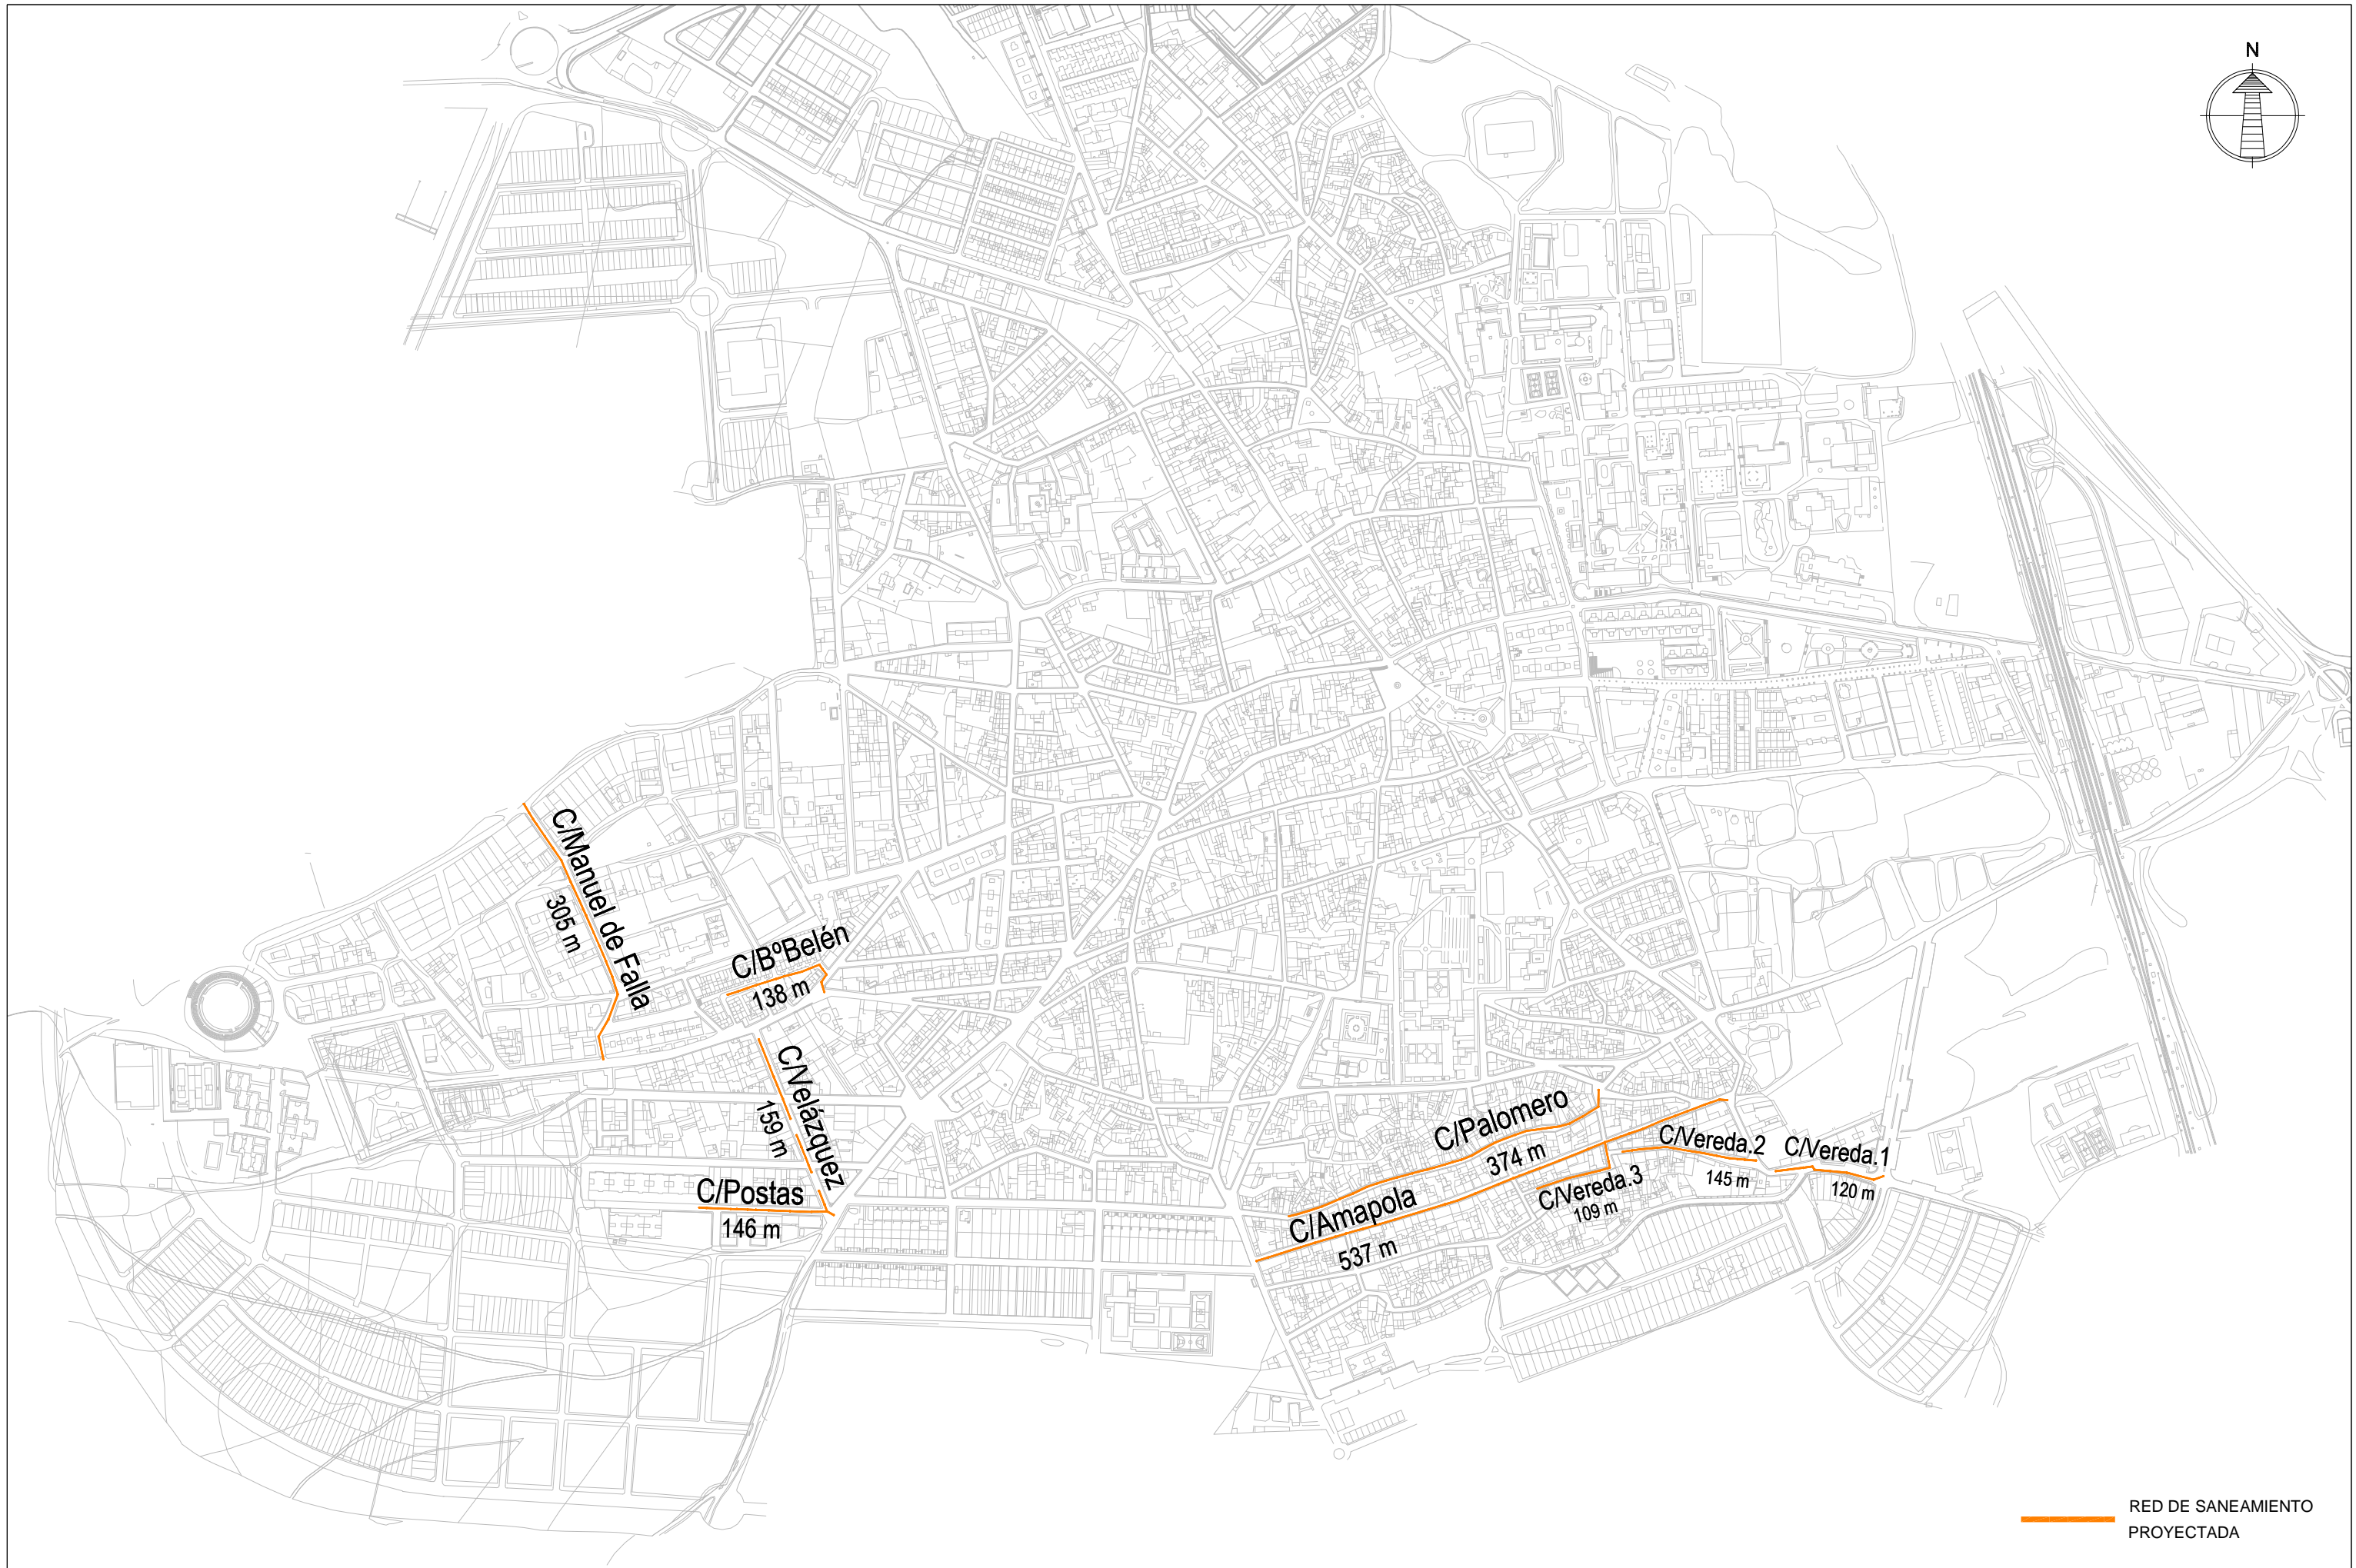 N
C/Manuel de Falla
305 m
C/BºBelén
138 m
C/Velázquez
159 m
C/Postas
146 m
C/Palomero
374 m
C/Amapola
537 m
C/Vereda.3
109 m
C/Vereda.2
145 m
C/Vereda.1
120 m
RED DE SANEAMIENTO
PROYECTADA